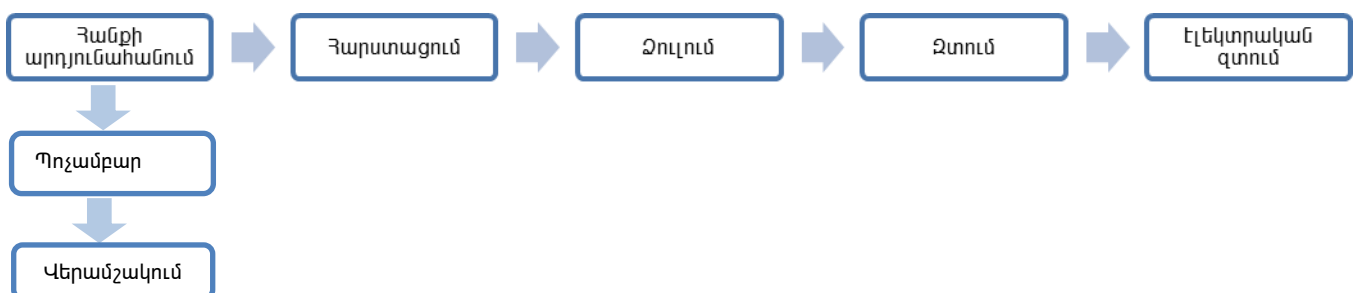 Հանքի
արդյունահանում
Հարստացում
Ձուլում
Զտում
Էլեկտրական
զտում
Պոչամբար
Վերամշակում